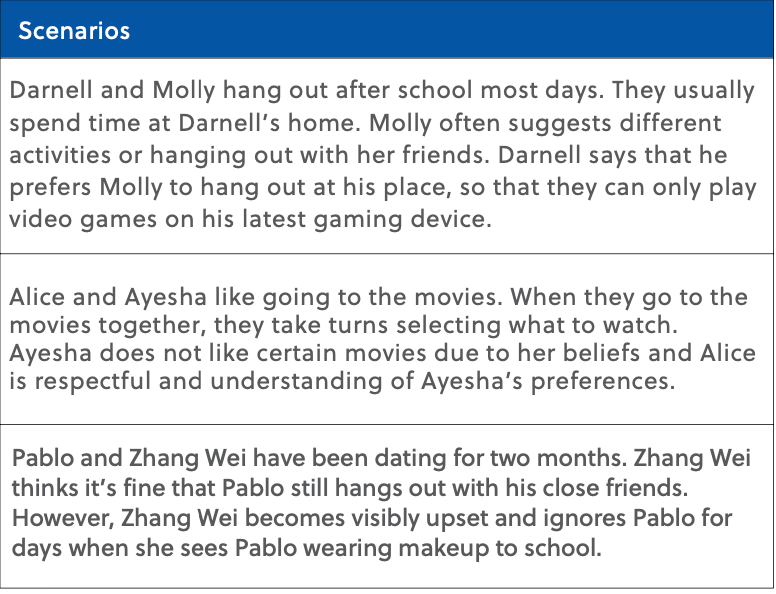 Scenarios
Darnell and Molly hang out after school most days. They usually
spend time at Darnell’s home. Molly often suggests different
activities or hanging out with her friends. Darnell says that he
prefers Molly to hang out at his place, so that they can only play
video games on his latest gaming device.
Alice and Ayesha like going to the movies. When they go to the
movies together, they take turns selecting what to watch.
Ayesha does not like certain movies due to her beliefs and Alice
is respectful and understanding of Ayesha’s preferences.
Pablo and Zhang Wei have been dating for two months. Zhang Wei
thinks it’s fine that Pablo still hangs out with his close friends.
However, Zhang Wei becomes visibly upset and ignores Pablo for
days when she sees Pablo wearing makeup to school.